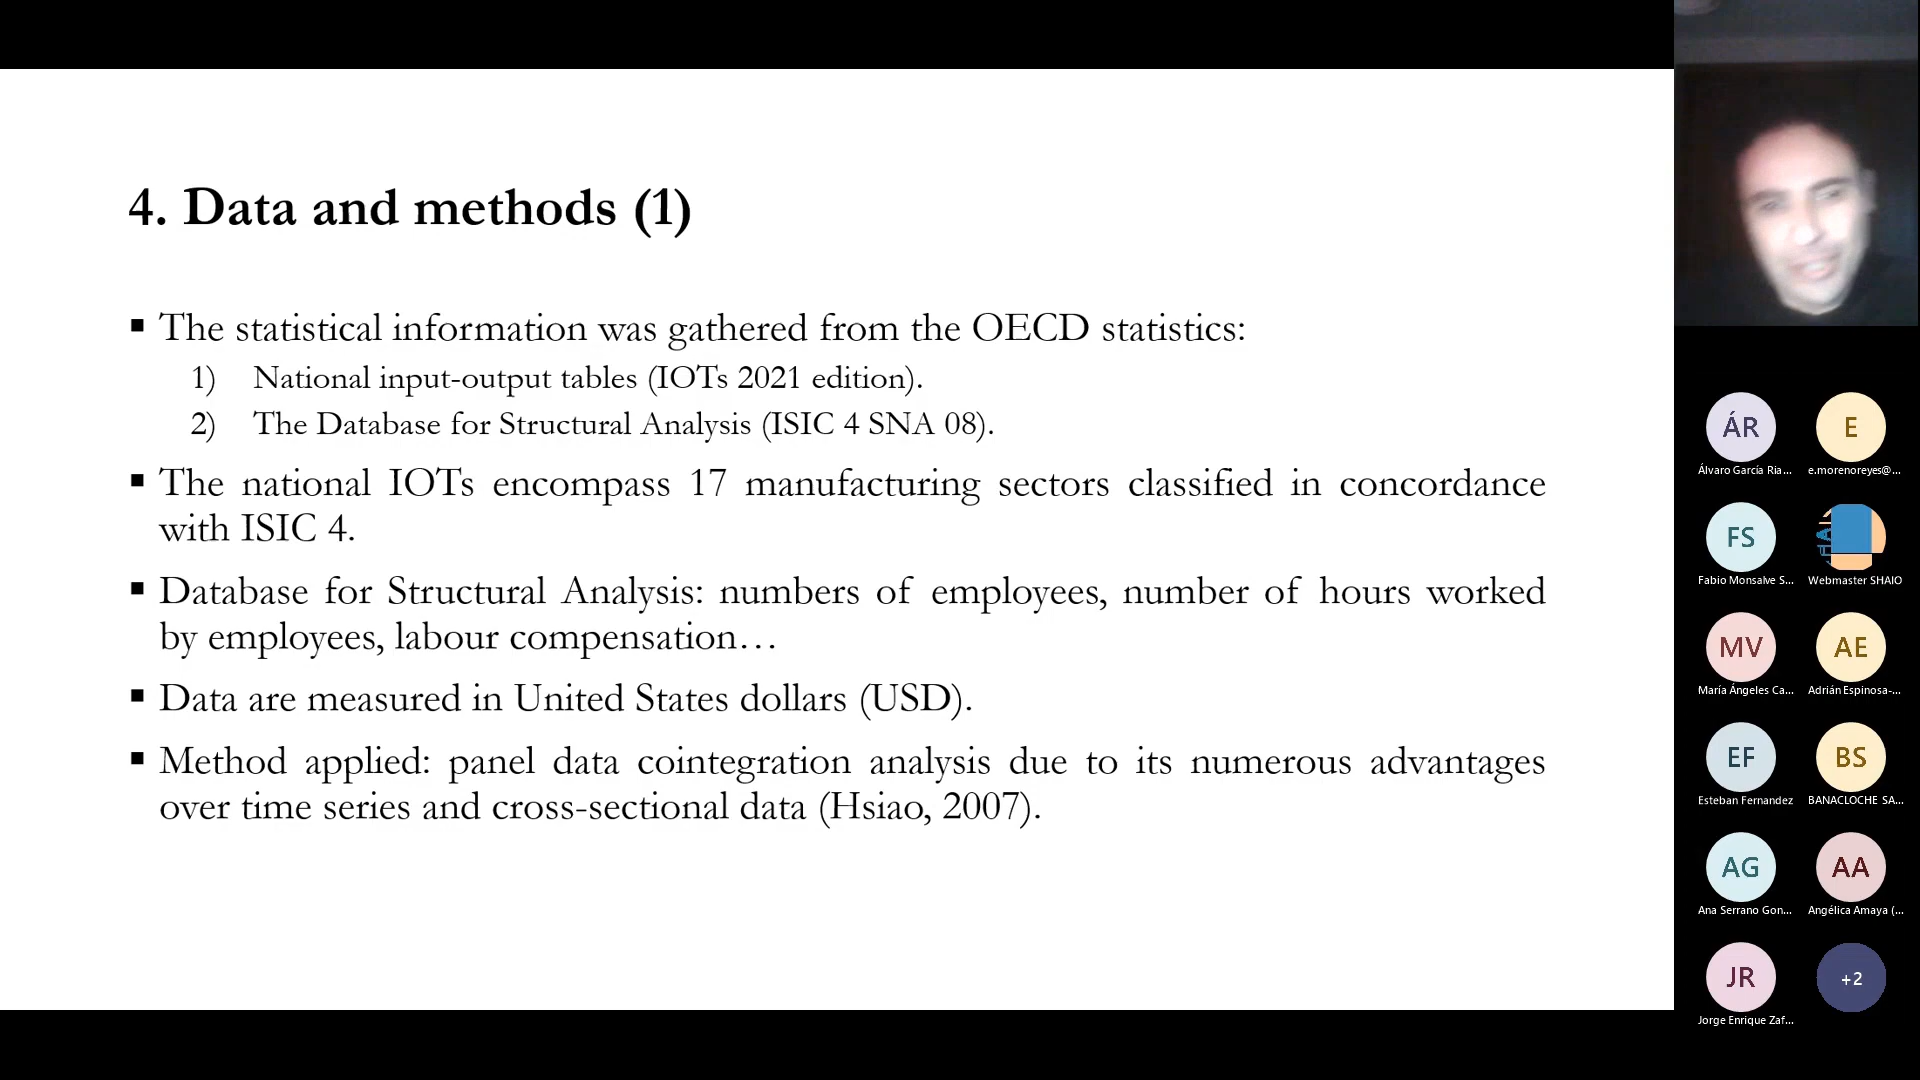 4. Data and methods (1)
▪ The statistical information was gathered from the OECD statistics:
1) National input-output tables (IOTs 2021 edition).
2) The Database for Structural Analysis (ISIC 4 SNA 08).
▪ The national IOTs encompass 17 manufacturing sectors classified in concordance
with ISIC 4.
▪ Database for Structural Analysis: numbers of employees, number of hours worked
by employees, labour compensation…
▪ Data are measured in United States dollars (USD).
▪ Method applied: panel data cointegration analysis due to its numerous advantages
over time series and cross-sectional data (Hsiao, 2007).
ÁR
E
Álvaro García Ria...
e.morenoreyes@...
FS
Fabio Monsalve S...
Webmaster SHAIO
MV
AE
María Ángeles Ca...
Adrián Espinosa-...
EF
BS
Esteban Fernandez
BANACLOCHE SA...
AG
AA
Ana Serrano Gon...
Angélica Amaya (...
JR
+2
Jorge Enrique Zaf...